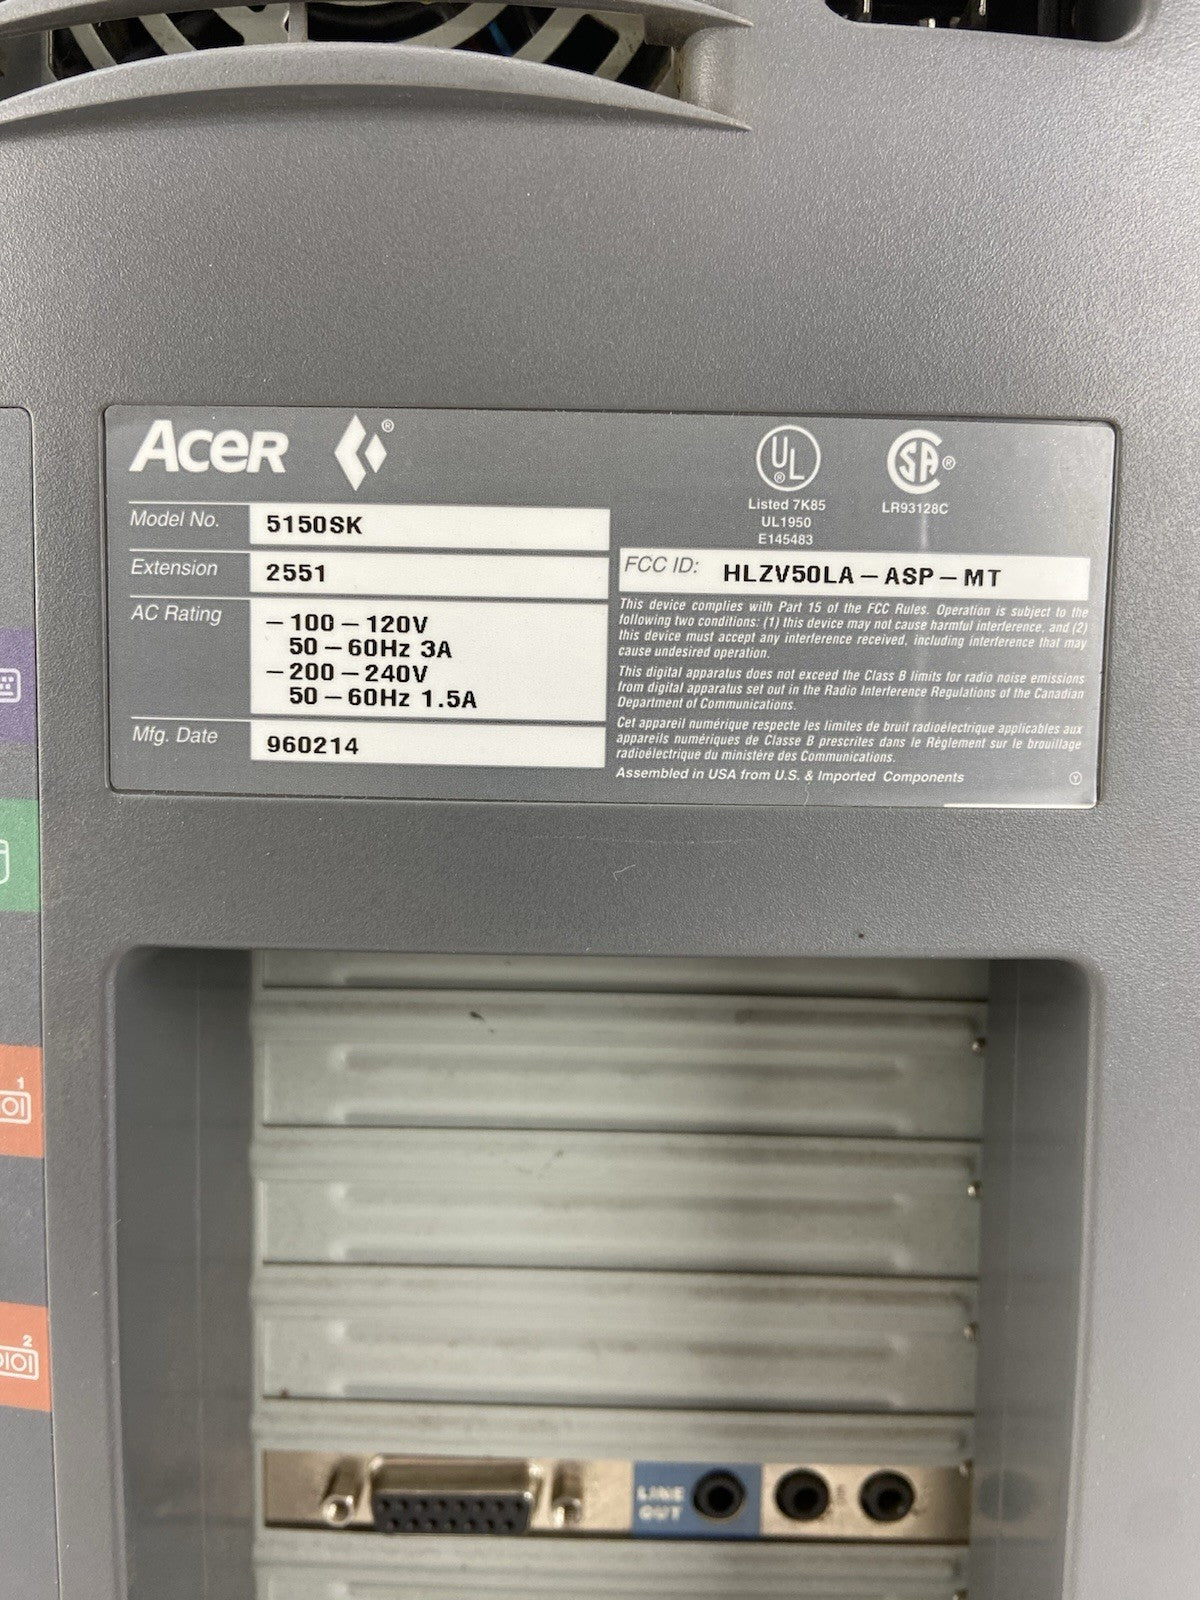 Acer ®
Model No. 5150SK
Extension 2551
AC Rating
–100–120V
50–60Hz 3A
–200–240V
50–60Hz 1.5A
Mfg. Date 960214
UL ®
Listed 7K85
UL1950
E145483
SA ®
LR93128C
FCC ID: HLZV50LA–ASP–MT
This device complies with Part 15 of the FCC Rules. Operation is subject to the
following two conditions: (1) this device may not cause harmful interference, and (2)
this device must accept any interference received, including interference that may
cause undesired operation.
This digital apparatus does not exceed the Class B limits for radio noise emissions
from digital apparatus set out in the Radio Interference Regulations of the Canadian
Department of Communications.
Cet appareil numérique respecte les limites de bruit radioélectrique applicables aux
appareils numériques de Classe B prescrites dans le Règlement sur le brouillage
radioélectrique du ministère des Communications.
Assembled in USA from U.S. & Imported Components Y
1
IOI
2
IOIOI
LINE
OUT